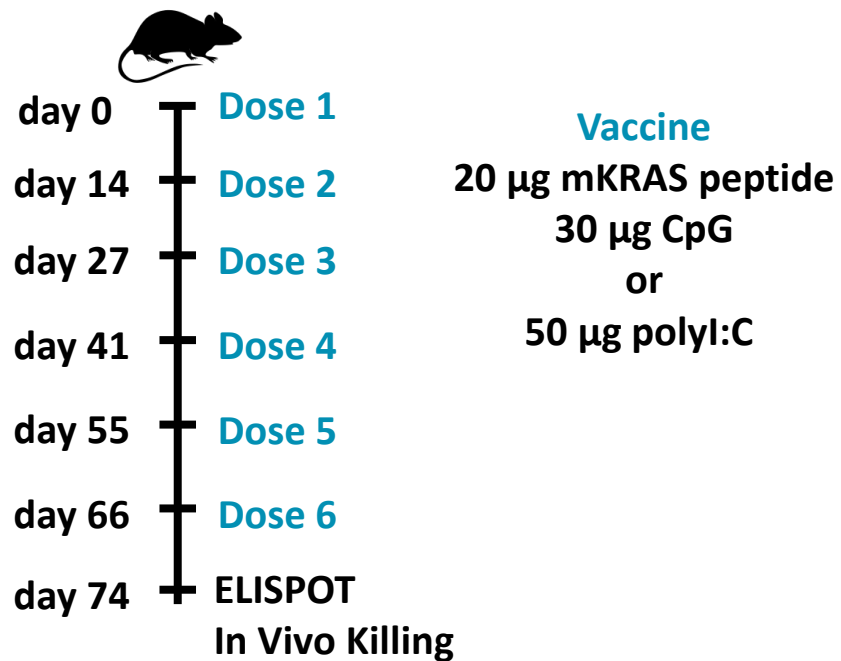 day 0 Dose 1
day 14 Dose 2
day 27 Dose 3
day 41 Dose 4
day 55 Dose 5
day 66 Dose 6
day 74 ELISPOT
In Vivo Killing
Vaccine
20 µg mKRAS peptide
30 µg CpG
or
50 µg polyI:C